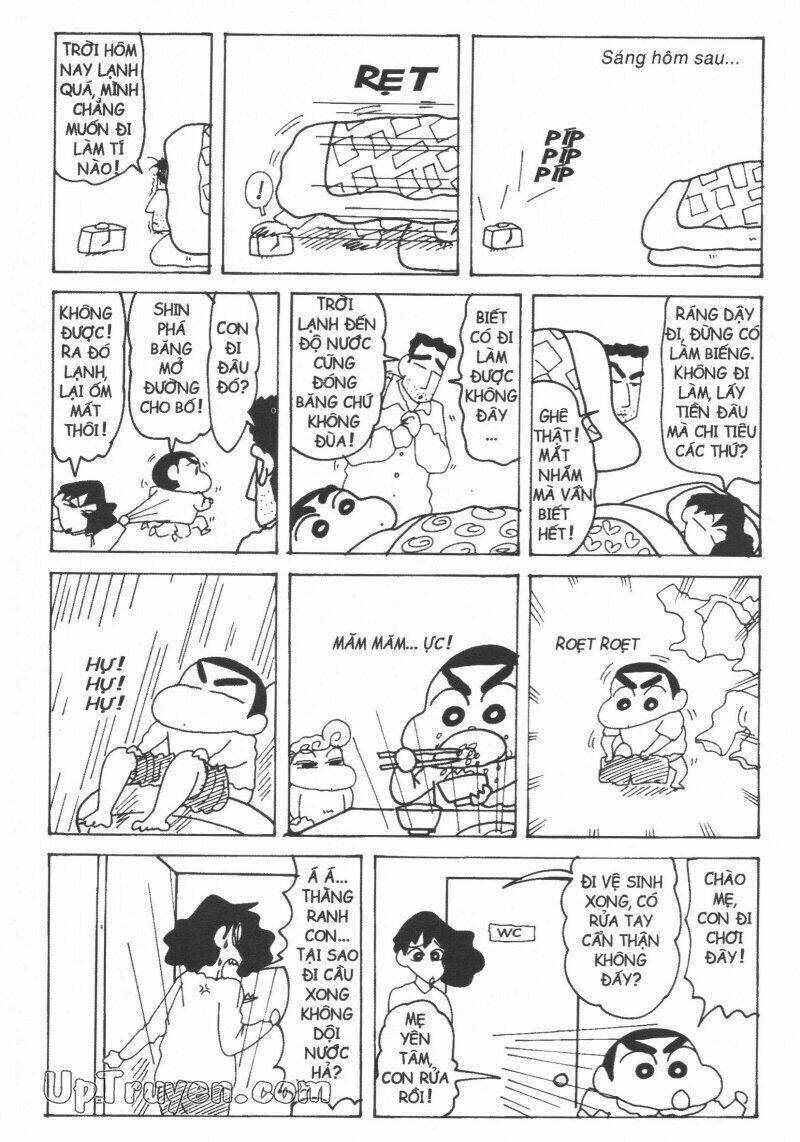 Sáng hôm sau...
PÍP
PÍP
PÍP
RẸT
TRỜI HÔM
NAY LẠNH
QUÁ, MÌNH
CHẲNG
MUỐN ĐI
LÀM TÍ
NÀO!
RÁNG DẬY
ĐI, ĐỪNG CÓ
LÀM BIẾNG.
KHÔNG ĐI
LÀM, LẤY
TIỀN ĐÂU
MÀ CHI TIÊU
CÁC THỨ?
GHÊ
THẬT!
MẮT
NHẮM
MÀ VẪN
BIẾT
HẾT!
BIẾT
CÓ ĐI
LÀM
ĐƯỢC
KHÔNG
ĐÂY
...
TRỜI
LẠNH ĐẾN
ĐỘ NƯỚC
CŨNG
ĐÓNG
BĂNG CHỨ
KHÔNG
ĐÙA!
CON
ĐI
ĐÂU
ĐÓ?
SHIN
PHÁ
BĂNG
MỞ
ĐƯỜNG
CHO BỐ!
KHÔNG
ĐƯỢC!
RA ĐÓ
LẠNH,
LẠI ỐM
MẤT
THÔI!
ROẸT ROẸT
MĂM MĂM... ỰC!
HỰ!
HỰ!
HỰ!
CHÀO
MẸ,
CON ĐI
CHƠI
ĐÂY!
ĐI VỆ SINH
XONG, CÓ
RỬA TAY
CẨN THẬN
KHÔNG
ĐẤY?
WC
MẸ
YÊN
TÂM,
CON RỬA
RỒI!
Á Á...
THẰNG
RANH
CON...
TẠI SAO
ĐI CẦU
XONG
KHÔNG
DỘI
NƯỚC
HẢ?
UpTruyen.com